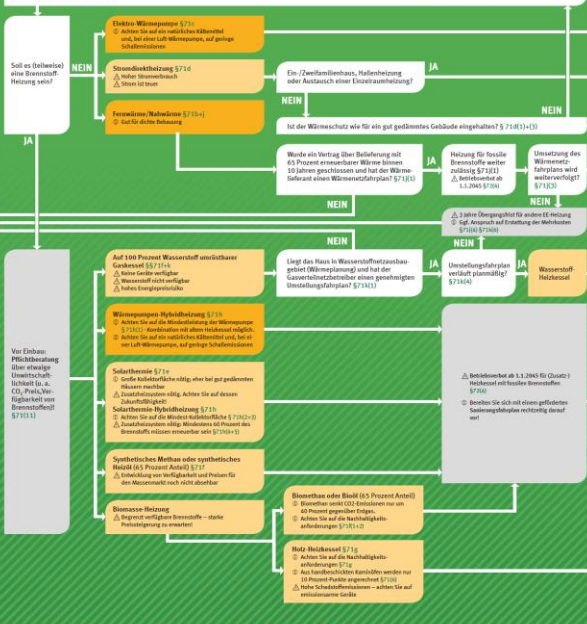 Elektro-Wärmepumpe §71c
① Achten Sie auf ein natürliches Kältemittel
und, bei einer Luft-Wärmepumpe, auf geringe
Schallemissionen
Soll es (teilweise)
eine Brennstoff-
Heizung sein?
NEIN
JA
Stromdirektheizung §71d
⚠ Hoher Stromverbrauch
⚠ Strom ist teuer
Ein-/Zweifamilienhaus, Hallenheizung
oder Austausch einer Einzelraumheizung?
JA
NEIN
NEIN
Fernwärme/Nahwärme §71b+j
① Gut für dichte Bebauung
Ist der Wärmeschutz wie für ein gut gedämmtes Gebäude eingehalten? § 71d(1)+(3)
Wurde ein Vertrag über Belieferung mit
65 Prozent erneuerbarer Wärme binnen
10 Jahren geschlossen und hat der Wärme-
lieferant einen Wärmenetzfahrplan? §71j(1)
JA
NEIN
Heizung für fossile
Brennstoffe weiter
zulässig §71j(1)
⚠ Betriebsverbot ab
1.1.2045 §72(4)
Umsetzung des
Wärmenetz-
fahrplans wird
weiterverfolgt?
§71j(3)
NEIN
⚠ 3 Jahre Übergangsfrist für andere EE-Heizung
① Ggf. Anspruch auf Erstattung der Mehrkosten
NEIN
NEIN
Auf 100 Prozent Wasserstoff umrüstbarer
Gaskessel §§71f+k
⚠ Keine Geräte verfügbar
⚠ Wasserstoff nicht verfügbar
⚠ hohes Energiepreisrisiko
Liegt das Haus in Wasserstoffnetzausbau-
gebiet (Wärmeplanung) und hat der
Gasverteilnetzbetreiber einen genehmigten
Umstellungsfahrplan? §71k(1)
JA
Umstellungsfahrplan
verläuft planmäßig?
§71k(4)
JA
Wasserstoff-
Heizkessel
Wärmepumpen-Hybridheizung §71h
① Achten Sie auf die Mindestleistung der Wärmepumpe
§ 71h(1) - Kombination mit altem Heizkessel möglich.
① Achten Sie auf ein natürliches Kältemittel und, bei ei-
ner Luft-Wärmepumpe, auf geringe Schallemissionen
Vor Einbau:
Pflichtberatung
über etwaige
Unwirtschaft-
lichkeit (u. a.
CO₂-Preis,Ver-
fügbarkeit von
Brennstoffen)!
§71(11)
Solarthermie §71e
① Große Kollektorfläche nötig; eher bei gut gedämmten
Häusern machbar
⚠ Zusatzheizsystem nötig. Achten Sie auf dessen
Zukunftsfähigkeit!
Solarthermie-Hybridheizung §71h
① Achten Sie auf die Mindest-Kollektorfläche § 71h(2+3)
⚠ Zusatzheizsystem nötig: Mindestens 60 Prozent des
Brennstoffs müssen erneuerbar sein §71h(4+5)
⚠ Betriebsverbot ab 1.1.2045 für (Zusatz-)
Heizkessel mit fossilen Brennstoffen
§72(4)
① Bereiten Sie sich mit einem geförderten
Sanierungsfahrplan rechtzeitig darauf
vor!
Synthetisches Methan oder synthetisches
Heizöl (65 Prozent Anteil) §71f
⚠ Entwicklung von Verfügbarkeit und Preisen für
den Massenmarkt noch nicht absehbar
Biomasse-Heizung
⚠ Begrenzt verfügbare Brennstoffe – starke
Preissteigerung zu erwarten!
Biomethan oder Bioöl (65 Prozent Anteil)
① Biomethan senkt CO2-Emissionen nur um
40 Prozent gegenüber Erdgas.
① Achten Sie auf die Nachhaltigkeits-
anforderungen §71f(1+2)
Holz-Heizkessel §71g
① Achten Sie auf die Nachhaltigkeits-
anforderungen §71g
① Aus handbeschickten Kaminöfen werden nur
10 Prozent-Punkte angerechnet §71(6)
⚠ Hohe Schadstoffemissionen – achten Sie auf
emissionsarme Geräte